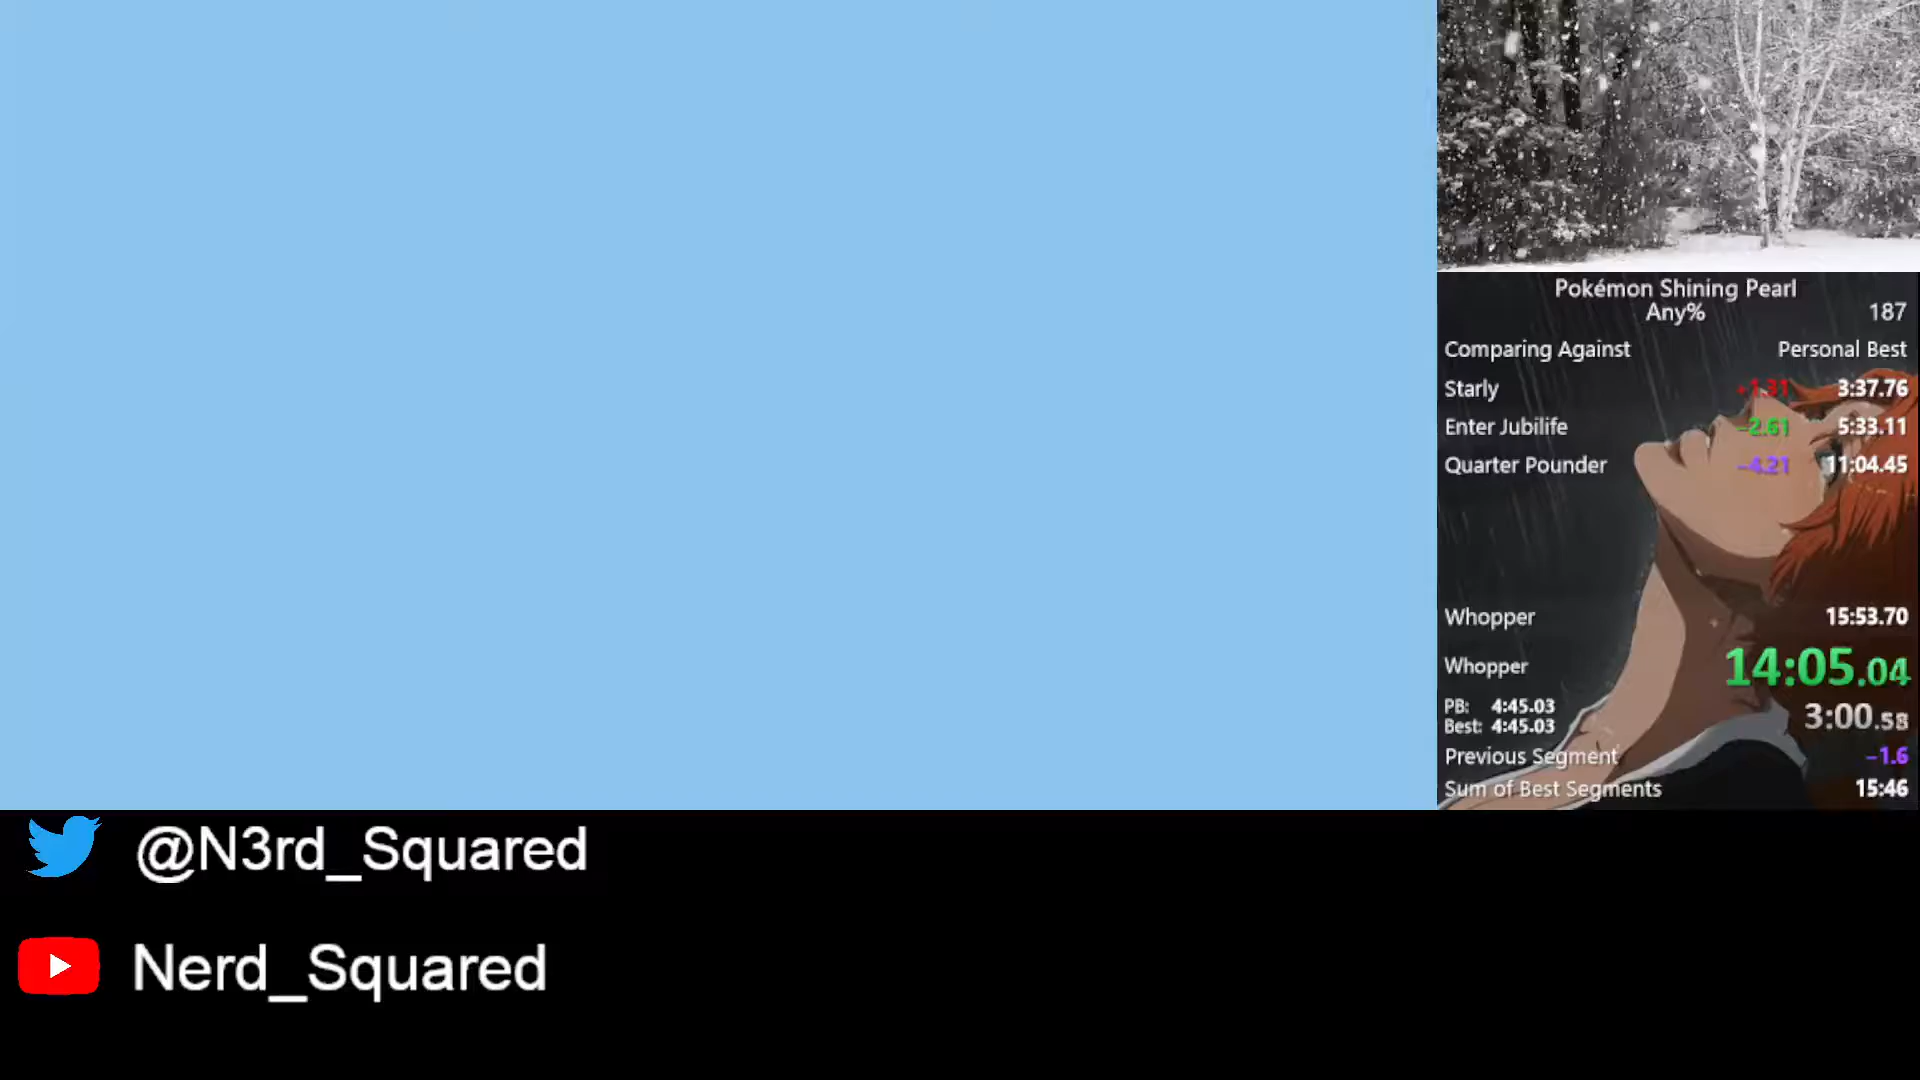 Pokémon Shining Pearl
Any%
187
Comparing Against Personal Best
Starly +1.31 3:37.76
Enter Jubilife -2.61 5:33.11
Quarter Pounder -4.21 11:04.45
Whopper 15:53.70
Whopper 14:05.04
PB: 4:45.03
Best: 4:45.03
3:00.58
Previous Segment -1.6
Sum of Best Segments 15:46
@N3rd_Squared
Nerd_Squared